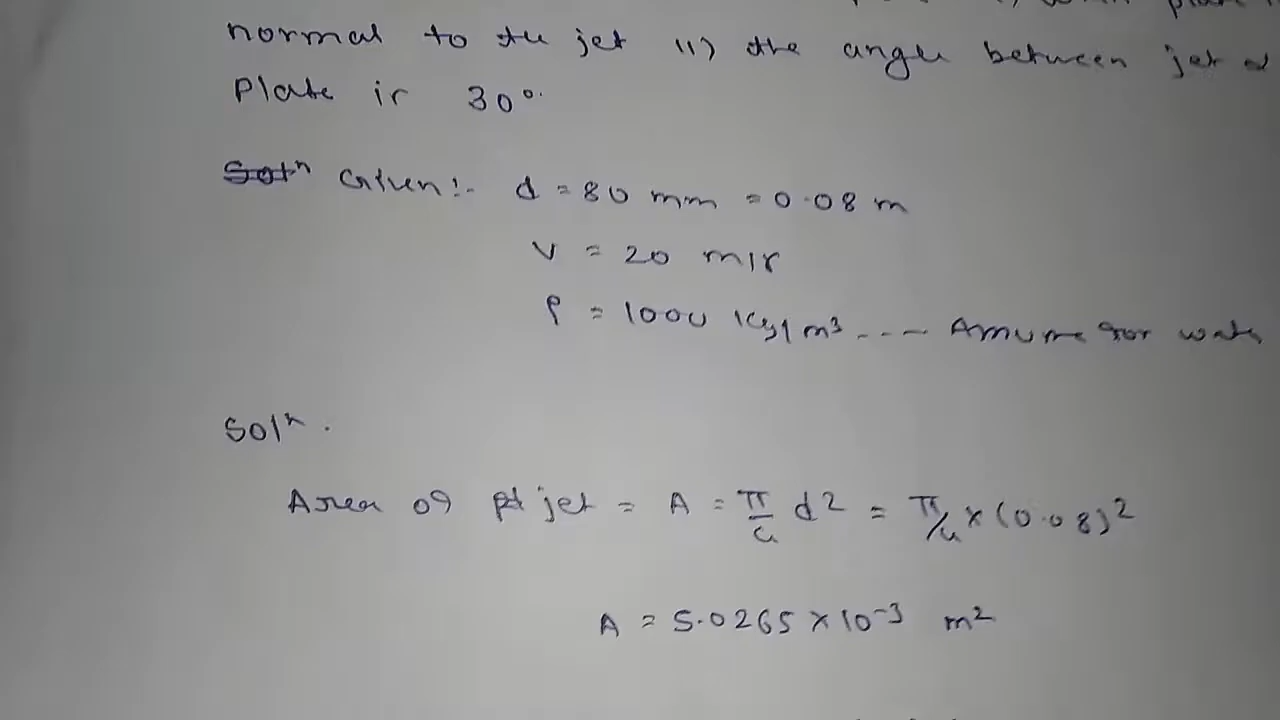 normal to the jet ii) the angle between jet &
Plate is 30°.
Soln Given:- d = 80 mm = 0.08 m
V = 20 m/s
ρ = 1000 Kg/m³ .... Assume for wate
Soln.
Area of jet = A = π/4 d² = π/4 × (0.08)²
A = 5.0265 × 10⁻³ m²